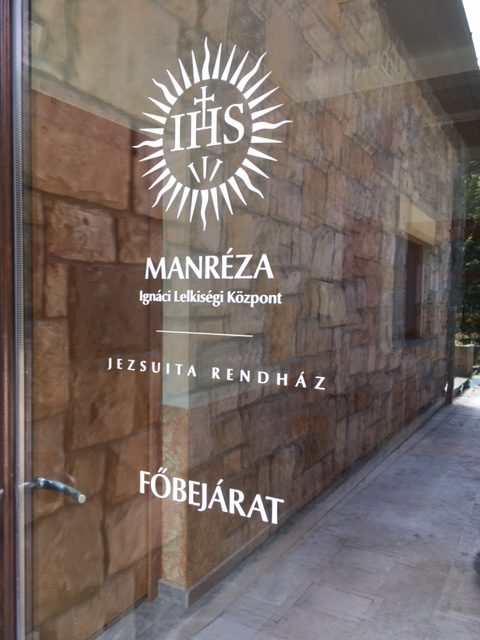 IHS
MANRÉZA
Ignáci Lelkiségi Központ
JEZSUITA RENDHÁZ
FŐBEJÁRAT